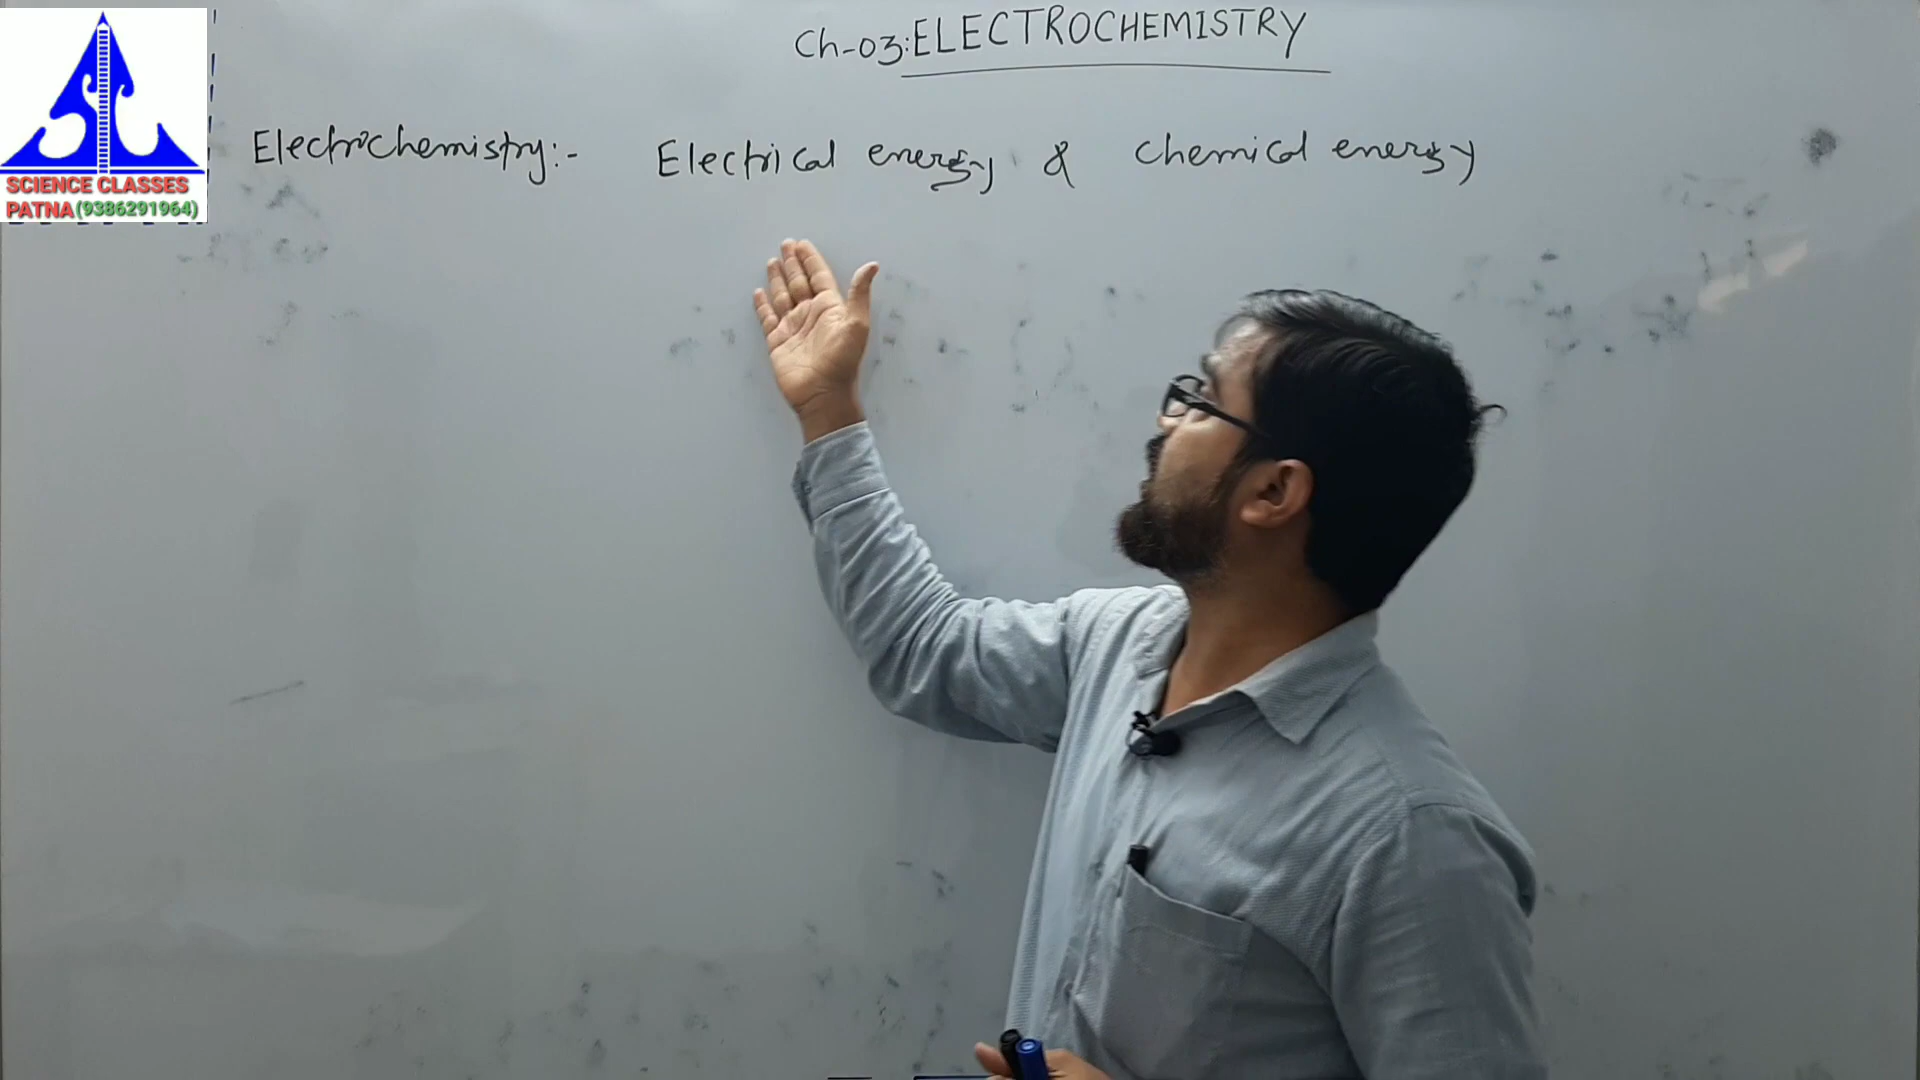 Ch-03:ELECTROCHEMISTRY
Electrochemistry:- Electrical energy & chemical energy
SCIENCE CLASSES
PATNA(9386291964)